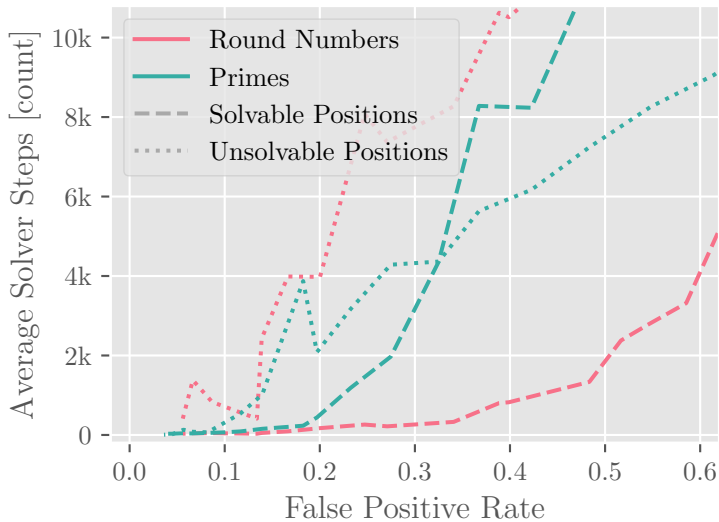 10k
8k
6k
4k
2k
0
Average Solver Steps [count]
Round Numbers
Primes
Solvable Positions
Unsolvable Positions
0.0 0.1 0.2 0.3 0.4 0.5 0.6
False Positive Rate